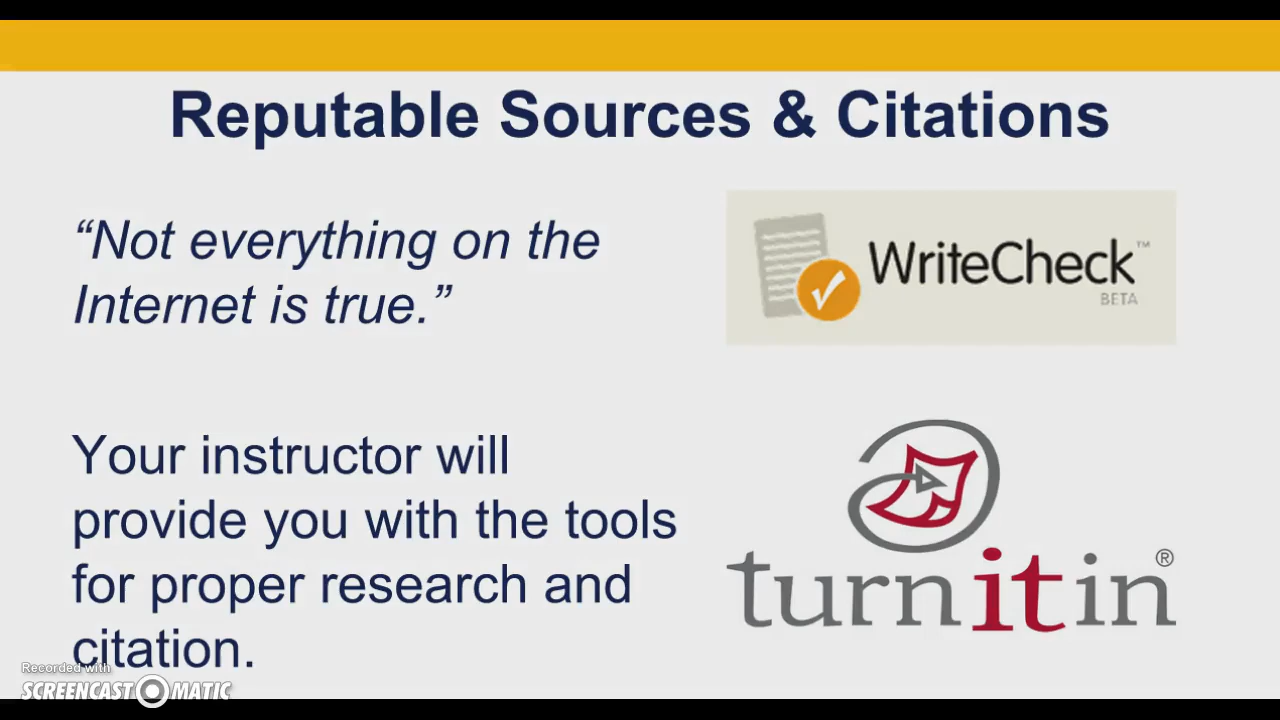 Reputable Sources & Citations
“Not everything on the
Internet is true.”
WriteCheck™
BETA
Your instructor will
provide you with the tools
for proper research and
citation.
turnitin®
Recorded with
SCREENCAST MATIC